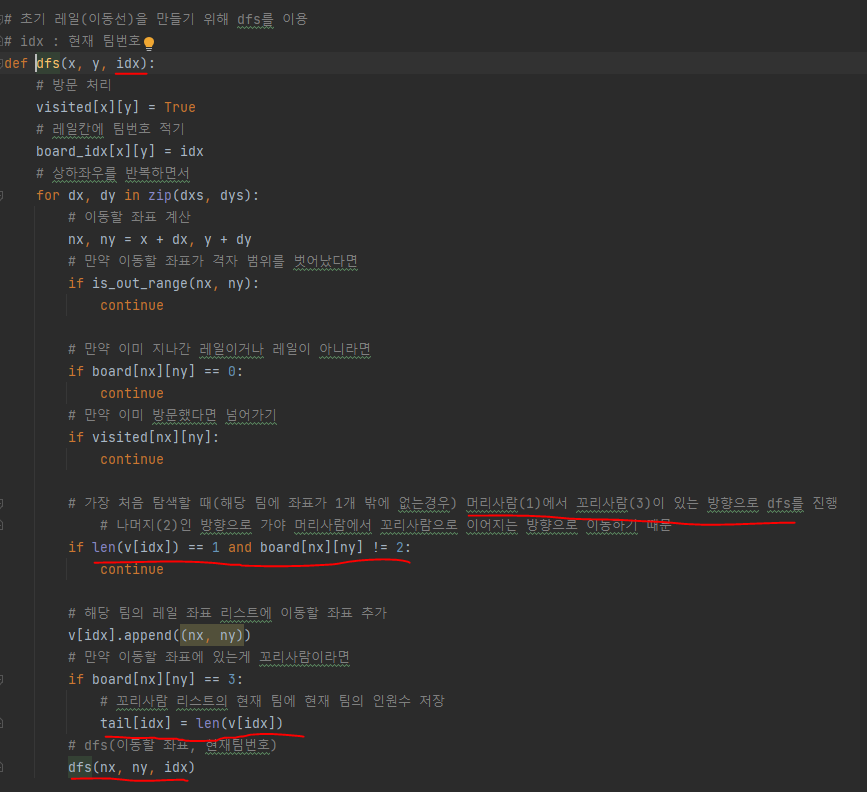 # 초기 레일(이동선)을 만들기 위해 dfs를 이용
# idx : 현재 팀번호
def dfs(x, y, idx):
# 방문 처리
visited[x][y] = True
# 레일칸에 팀번호 적기
board_idx[x][y] = idx
# 상하좌우를 반복하면서
for dx, dy in zip(dxs, dys):
# 이동할 좌표 계산
nx, ny = x + dx, y + dy
# 만약 이동할 좌표가 격자 범위를 벗어났다면
if is_out_range(nx, ny):
continue
# 만약 이미 지나간 레일이거나 레일이 아니라면
if board[nx][ny] == 0:
continue
# 만약 이미 방문했다면 넘어가기
if visited[nx][ny]:
continue
# 가장 처음 탐색할 때(해당 팀에 좌표가 1개 밖에 없는경우) 머리사람(1)에서 꼬리사람(3)이 있는 방향으로 dfs를 진행
# 나머지(2)인 방향으로 가야 머리사람에서 꼬리사람으로 이어지는 방향으로 이동하기 때문
if len(v[idx]) == 1 and board[nx][ny] != 2:
continue
# 해당 팀의 레일 좌표 리스트에 이동할 좌표 추가
v[idx].append((nx, ny))
# 만약 이동할 좌표에 있는게 꼬리사람이라면
if board[nx][ny] == 3:
# 꼬리사람 리스트의 현재 팀에 현재 팀의 인원수 저장
tail[idx] = len(v[idx])
# dfs(이동할 좌표, 현재팀번호)
dfs(nx, ny, idx)